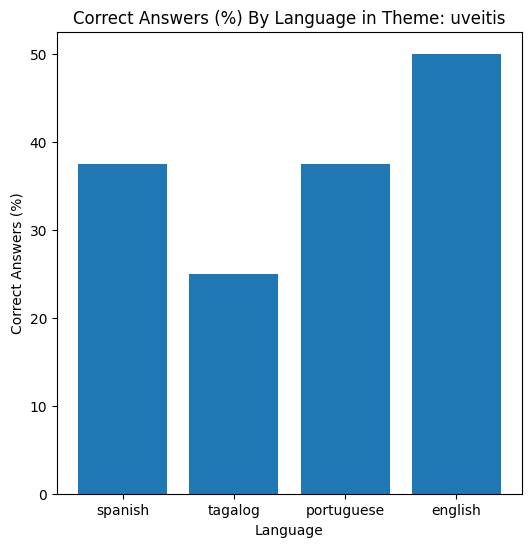 Correct Answers (%) By Language in Theme: uveitis
Correct Answers (%)
50
40
30
20
10
0
spanish tagalog portuguese english
Language